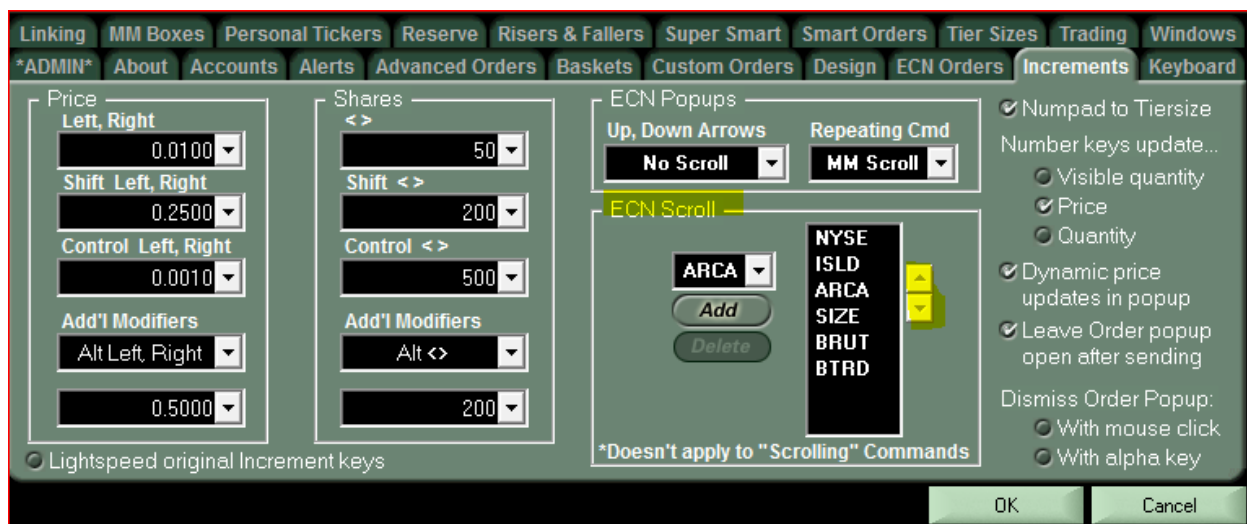 Linking MM Boxes Personal Tickers Reserve Risers & Fallers Super Smart Smart Orders Tier Sizes Trading Windows
*ADMIN* About Accounts Alerts Advanced Orders Baskets Custom Orders Design ECN Orders Increments Keyboard
Price
Left, Right
0.0100
Shift Left, Right
0.2500
Control Left, Right
0.0010
Add'l Modifiers
Alt Left, Right
0.5000
Lightspeed original Increment keys
Shares
< >
50
Shift < >
200
Control < >
500
Add'l Modifiers
Alt <>
200
ECN Popups
Up, Down Arrows
No Scroll
Repeating Cmd
MM Scroll
ECN Scroll
ARCA
Add
Delete
NYSE
ISLD
ARCA
SIZE
BRUT
BTRD
*Doesn't apply to "Scrolling" Commands
Numpad to Tiersize
Number keys update...
Visible quantity
Price
Quantity
Dynamic price
updates in popup
Leave Order popup
open after sending
Dismiss Order Popup:
With mouse click
With alpha key
OK
Cancel